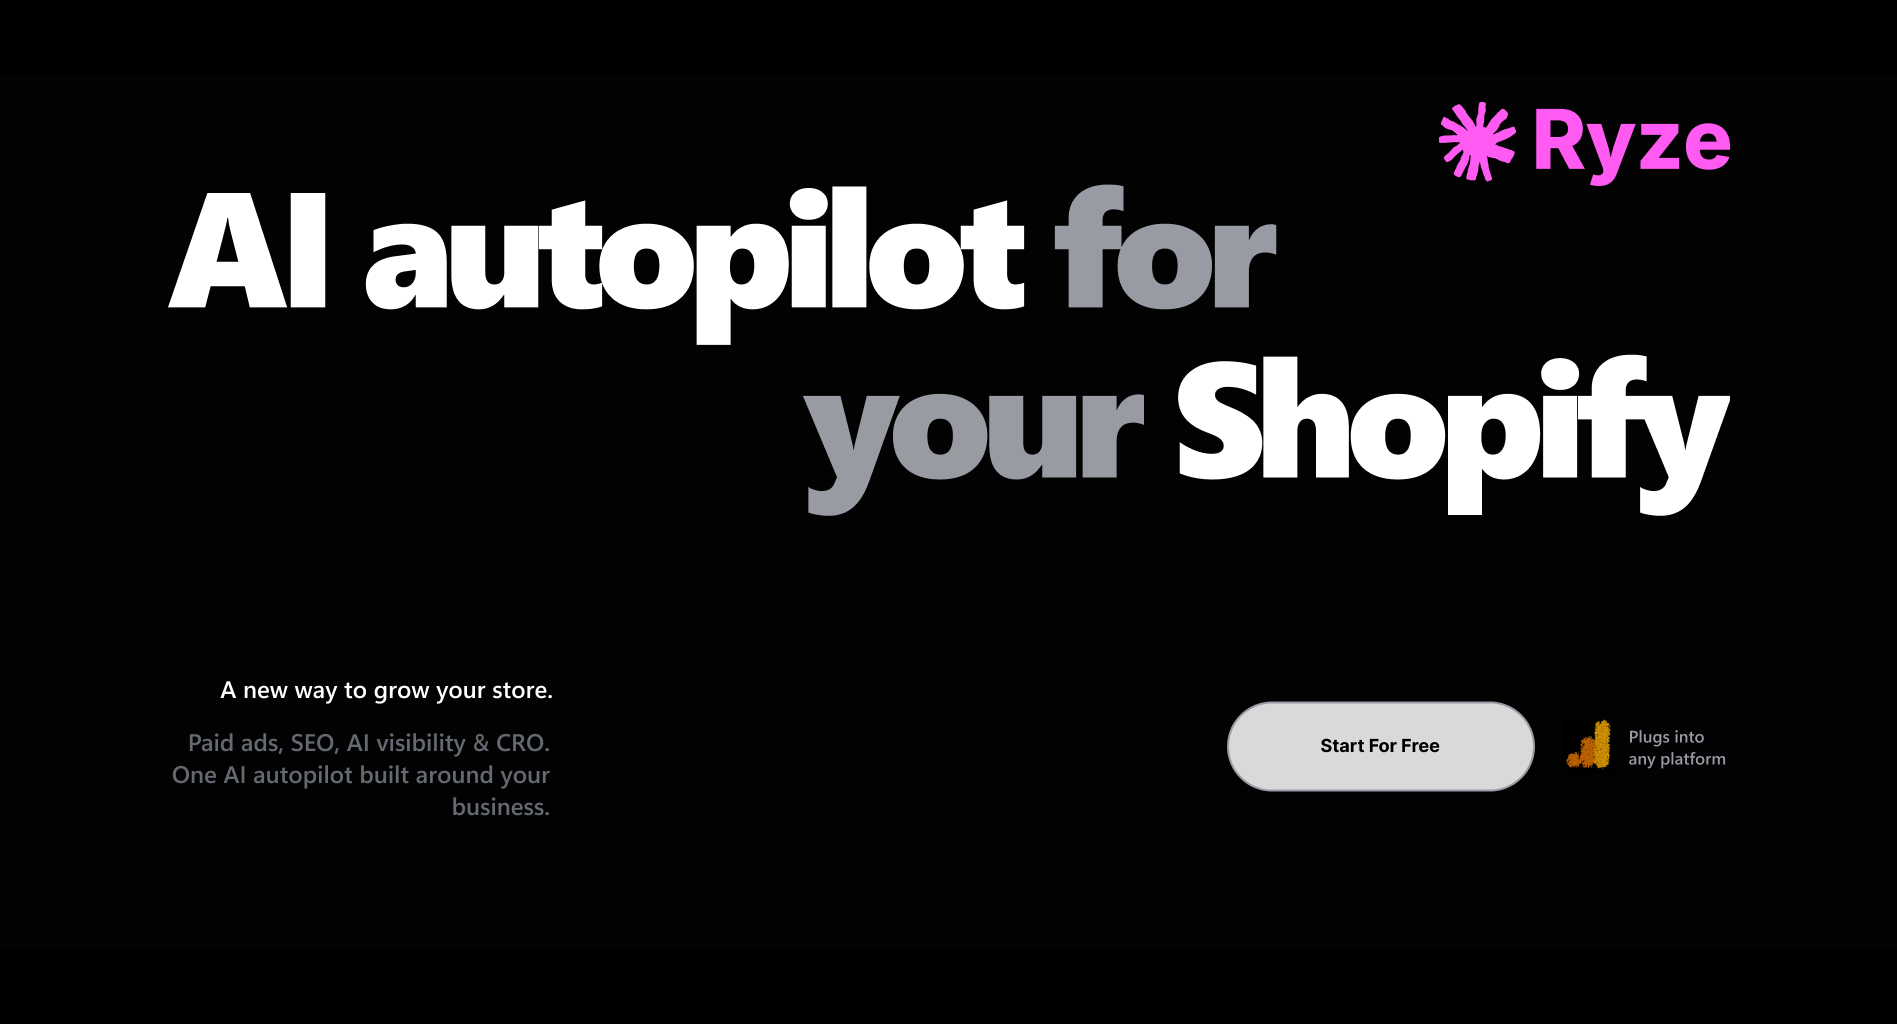 Ryze
AI autopilot for
your Shopify
A new way to grow your store.
Paid ads, SEO, AI visibility & CRO.
One AI autopilot built around your
business.
Start For Free
Plugs into
any platform